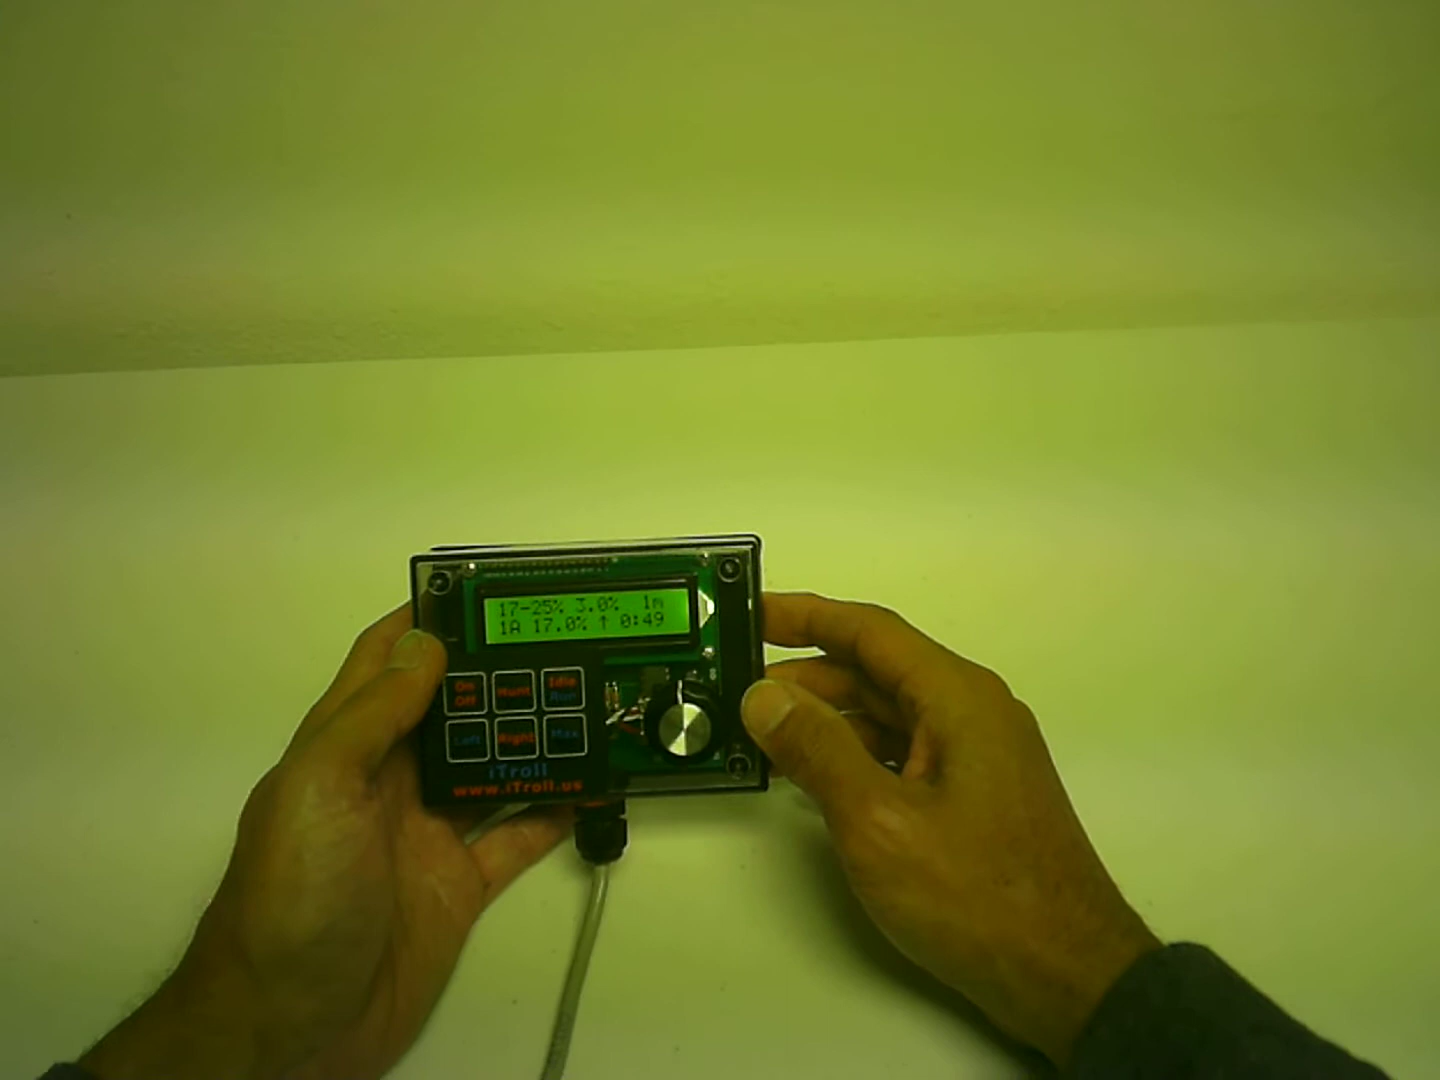 17-25% 3.0% 1m
1A 17.0% ↑ 0:49
On Off
Hunt
Idle Run
Left
Right
Max
iTroll
www.iTroll.us